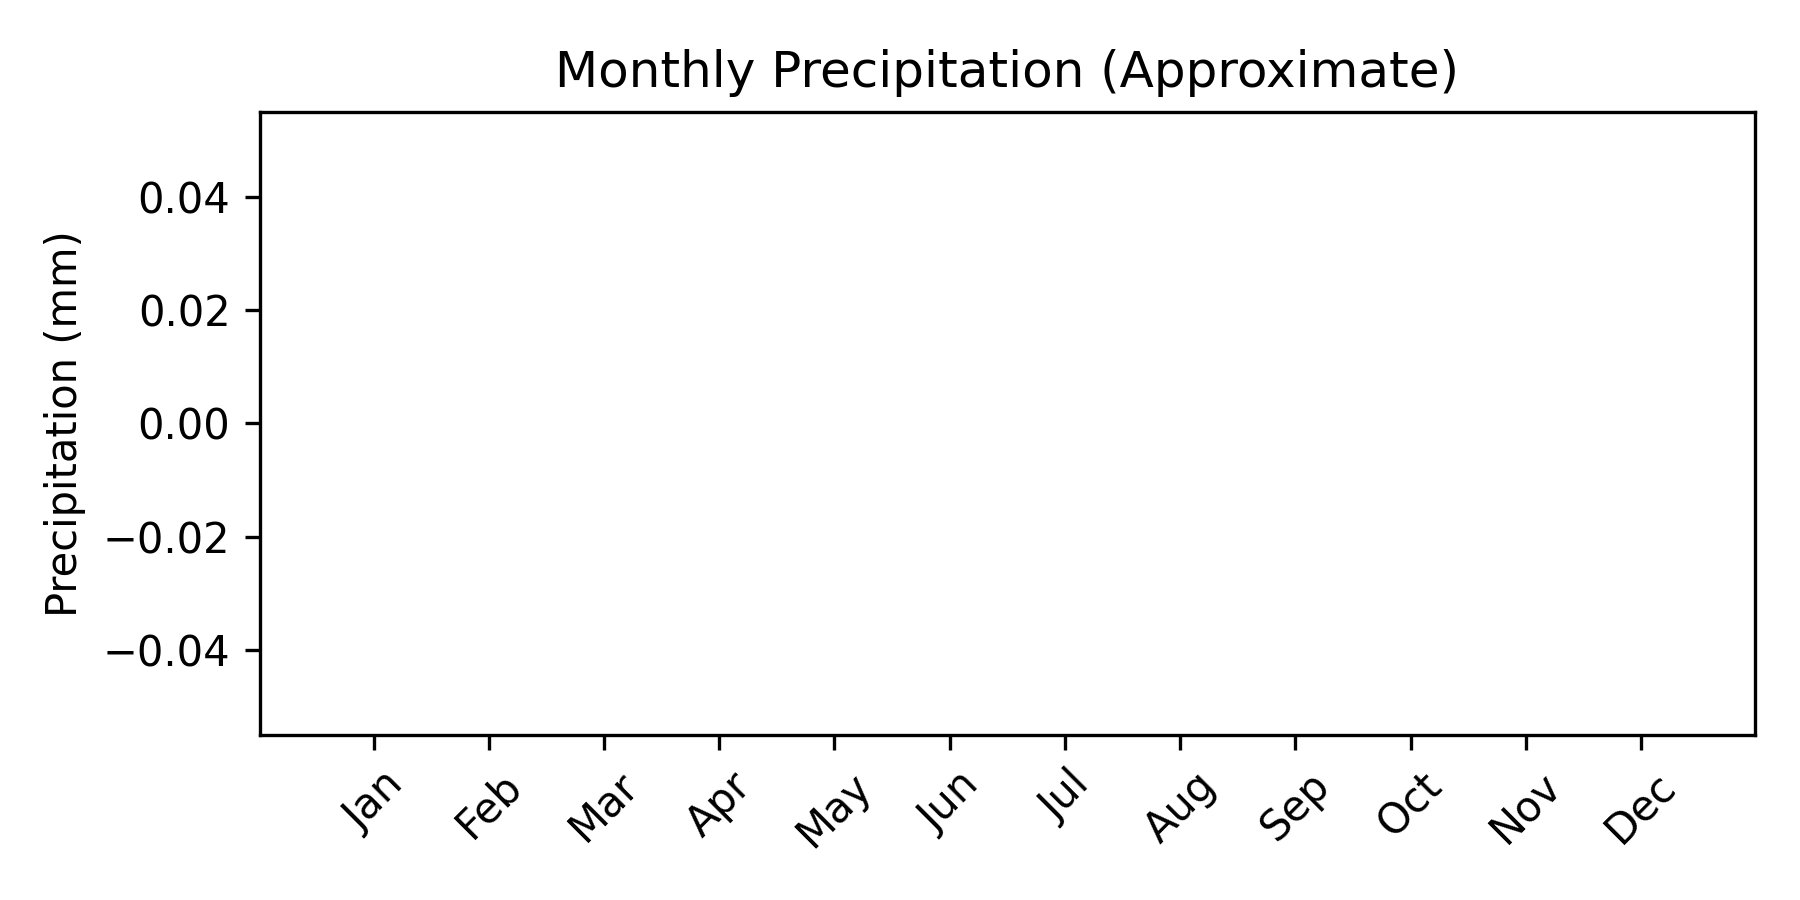 Monthly Precipitation (Approximate)
Precipitation (mm)
0.04
0.02
0.00
−0.02
−0.04
Jan
Feb
Mar
Apr
May
Jun
Jul
Aug
Sep
Oct
Nov
Dec